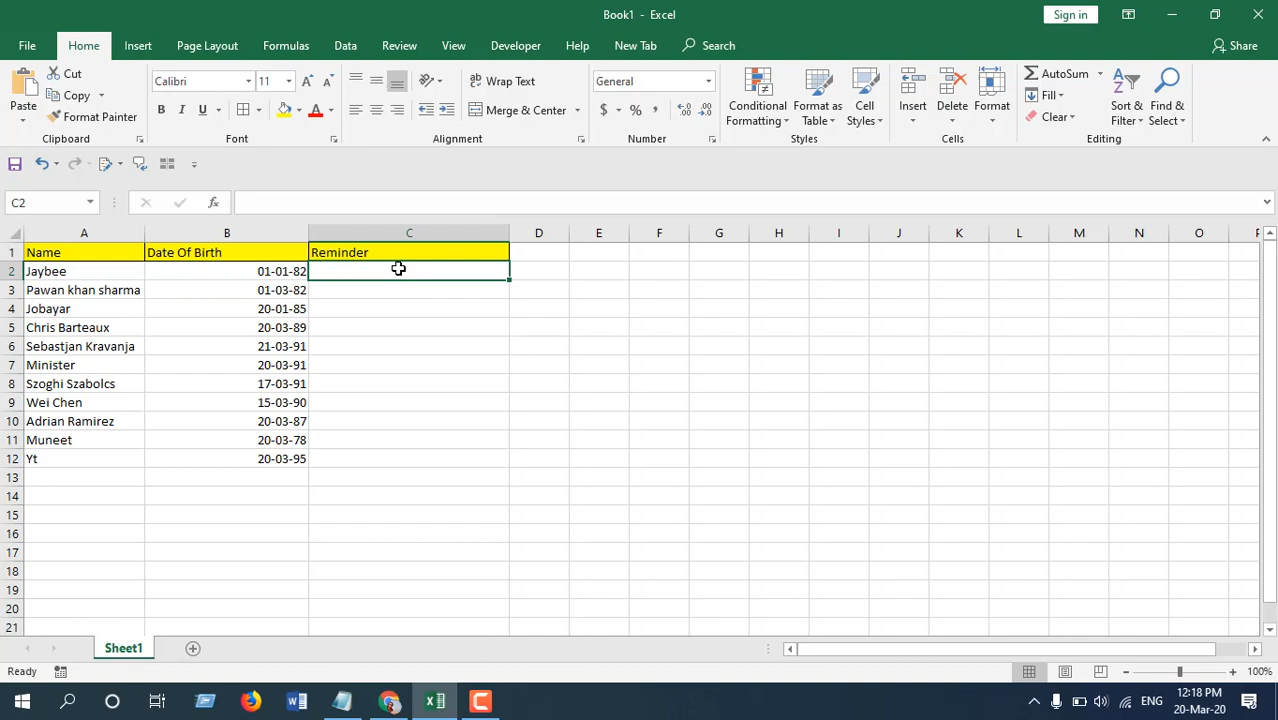 Book1 - Excel
Sign in
File Home Insert Page Layout Formulas Data Review View Developer Help New Tab Search Share
Paste
Cut
Copy
Format Painter
Clipboard
Calibri 11
B I U
Font
Wrap Text
Merge & Center
Alignment
General
$ % ,
Number
Conditional Formatting
Format as Table
Cell Styles
Styles
Insert
Delete
Format
Cells
AutoSum
Fill
Clear
Sort & Filter
Find & Select
Editing
C2
fx
A B C D E F G H I J K L M N O P
1 Name Date Of Birth Reminder
2 Jaybee 01-01-82
3 Pawan khan sharma 01-03-82
4 Jobayar 20-01-85
5 Chris Barteaux 20-03-89
6 Sebastjan Kravanja 21-03-91
7 Minister 20-03-91
8 Szoghi Szabolcs 17-03-91
9 Wei Chen 15-03-90
10 Adrian Ramirez 20-03-87
11 Muneet 20-03-78
12 Yt 20-03-95
13
14
15
16
17
18
19
20
21
Sheet1
Ready
100%
ENG
12:18 PM
20-Mar-20